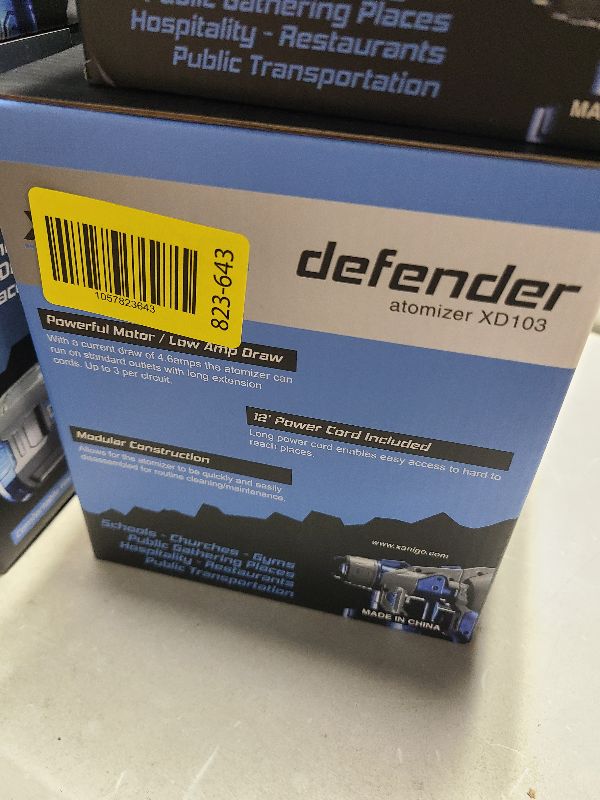 Public Gathering Places
Hospitality - Restaurants
Public Transportation
MA
1057823643
823-643
defender
atomizer XD103
Powerful Motor / Low Amp Draw
With a current draw of 4.6amps the atomizer can
run on standard outlets with long extension
cords. Up to 3 per circuit.
12' Power Cord Included
Long power cord enables easy access to hard to
reach places.
Modular Construction
Allows for the atomizer to be quickly and easily
disassembled for routine cleaning/maintenance.
Schools - Churches - Gyms
Public Gathering Places
Hospitality - Restaurants
Public Transportation
www.xanigo.com
MADE IN CHINA